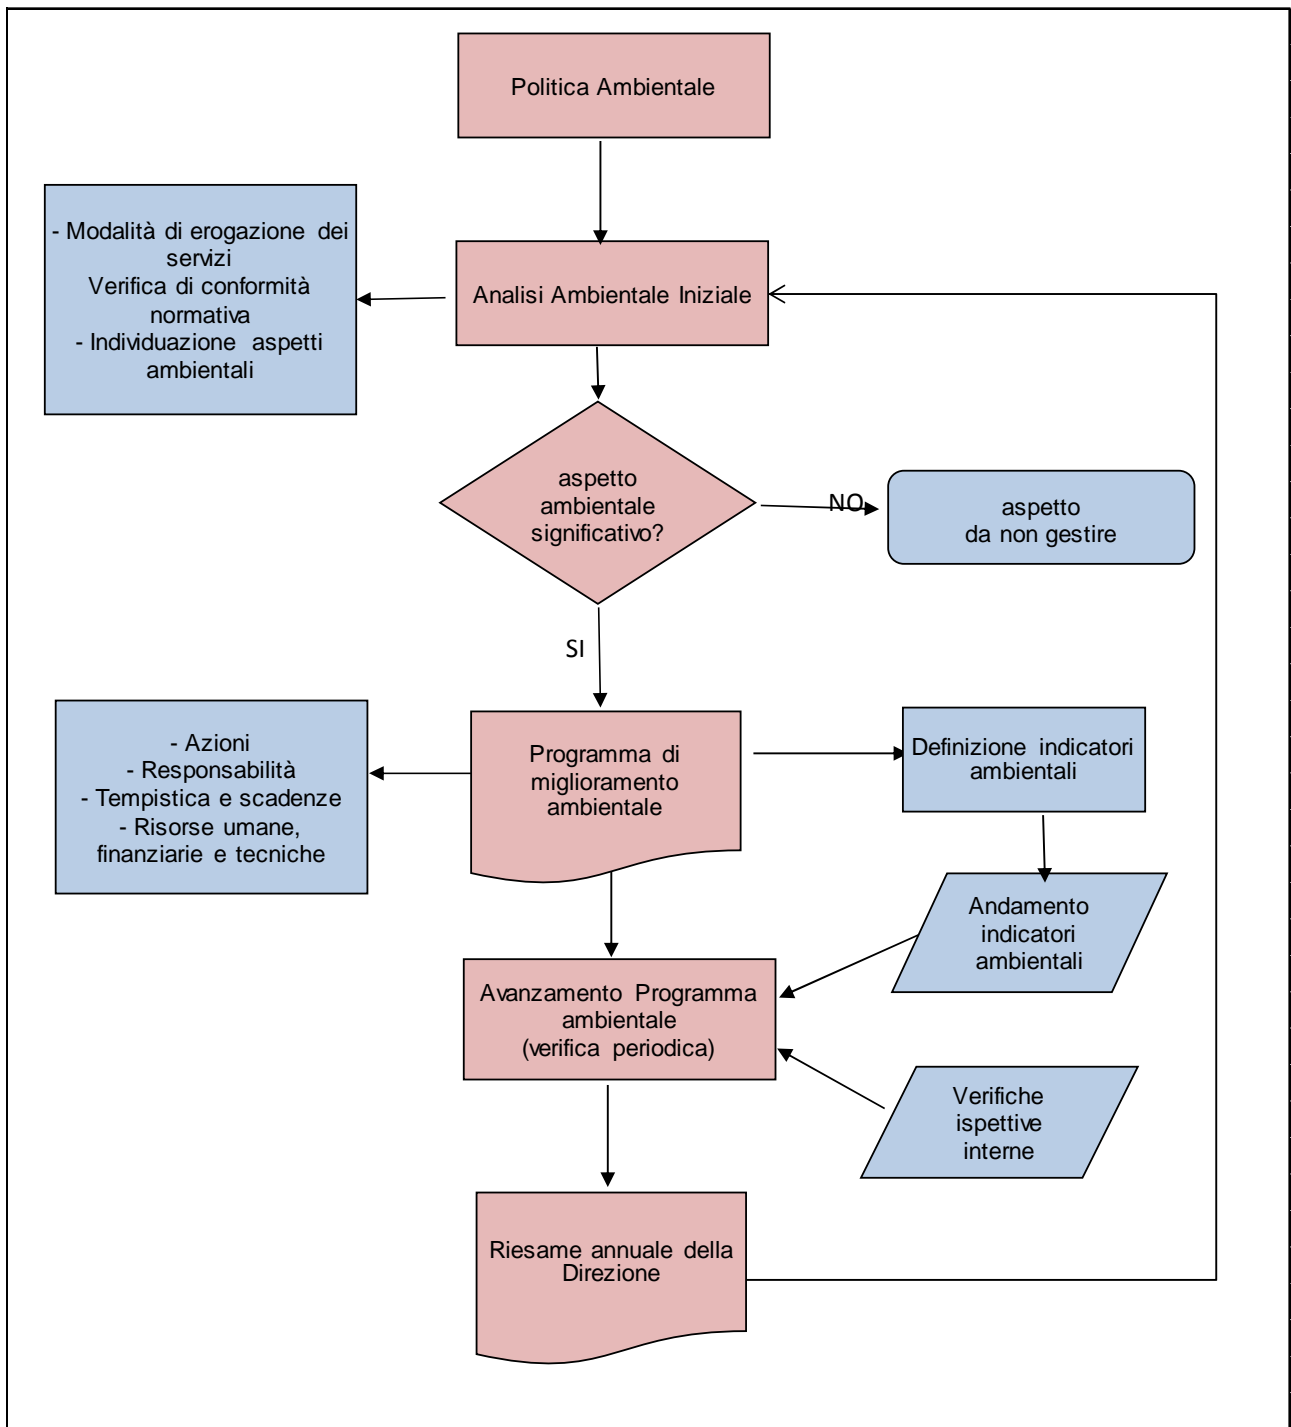 Politica Ambientale
- Modalità di erogazione dei
servizi
Verifica di conformità
normativa
- Individuazione aspetti
ambientali
Analisi Ambientale Iniziale
aspetto
ambientale
significativo?
NO
aspetto
da non gestire
SI
- Azioni
- Responsabilità
- Tempistica e scadenze
- Risorse umane,
finanziarie e tecniche
Programma di
miglioramento
ambientale
Definizione indicatori
ambientali
Andamento
indicatori
ambientali
Avanzamento Programma
ambientale
(verifica periodica)
Verifiche
ispettive
interne
Riesame annuale della
Direzione